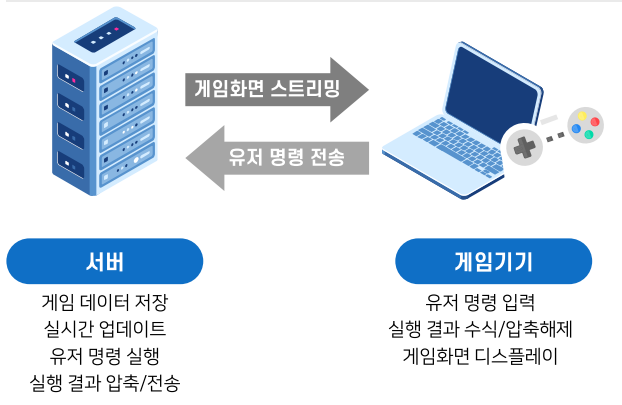 게임화면 스트리밍
유저 명령 전송
서버
게임 데이터 저장
실시간 업데이트
유저 명령 실행
실행 결과 압축/전송
게임기기
유저 명령 입력
실행 결과 수식/압축해제
게임화면 디스플레이